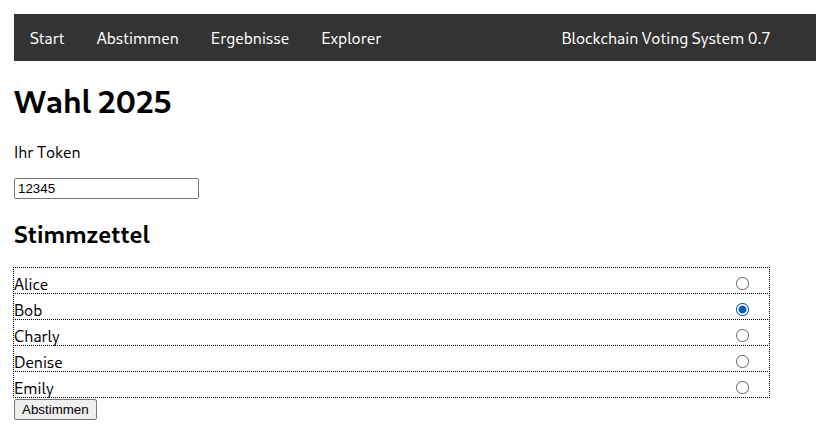 Start Abstimmen Ergebnisse Explorer Blockchain Voting System 0.7
Wahl 2025
Ihr Token
12345
Stimmzettel
Alice
Bob
Charly
Denise
Emily
Abstimmen